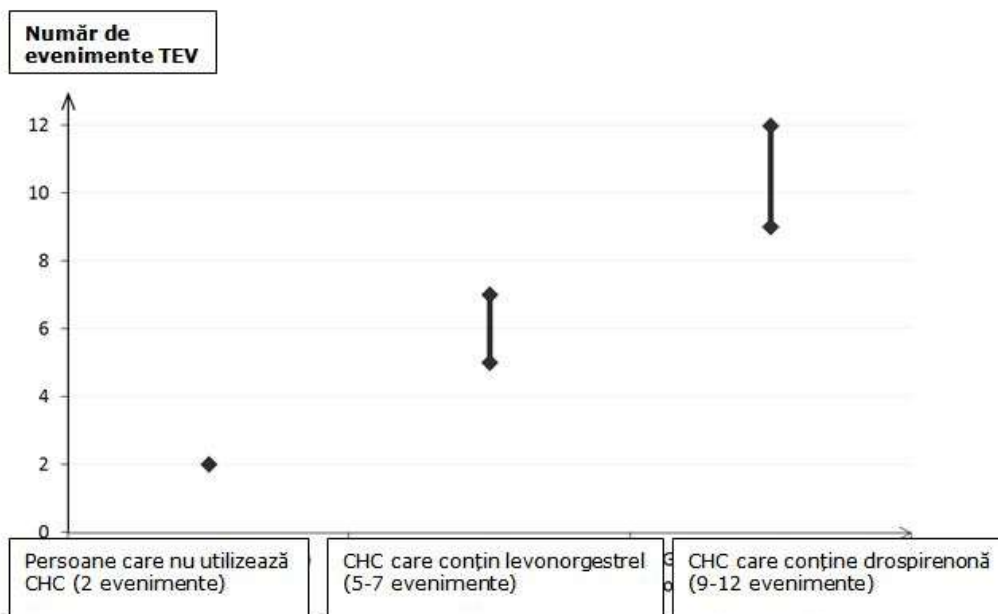 Număr de
evenimente TEV
12
10
8
6
4
2
0
Persoane care nu utilizează
CHC (2 evenimente)
CHC care conțin levonorgestrel
(5-7 evenimente)
CHC care conține drospirenonă
(9-12 evenimente)